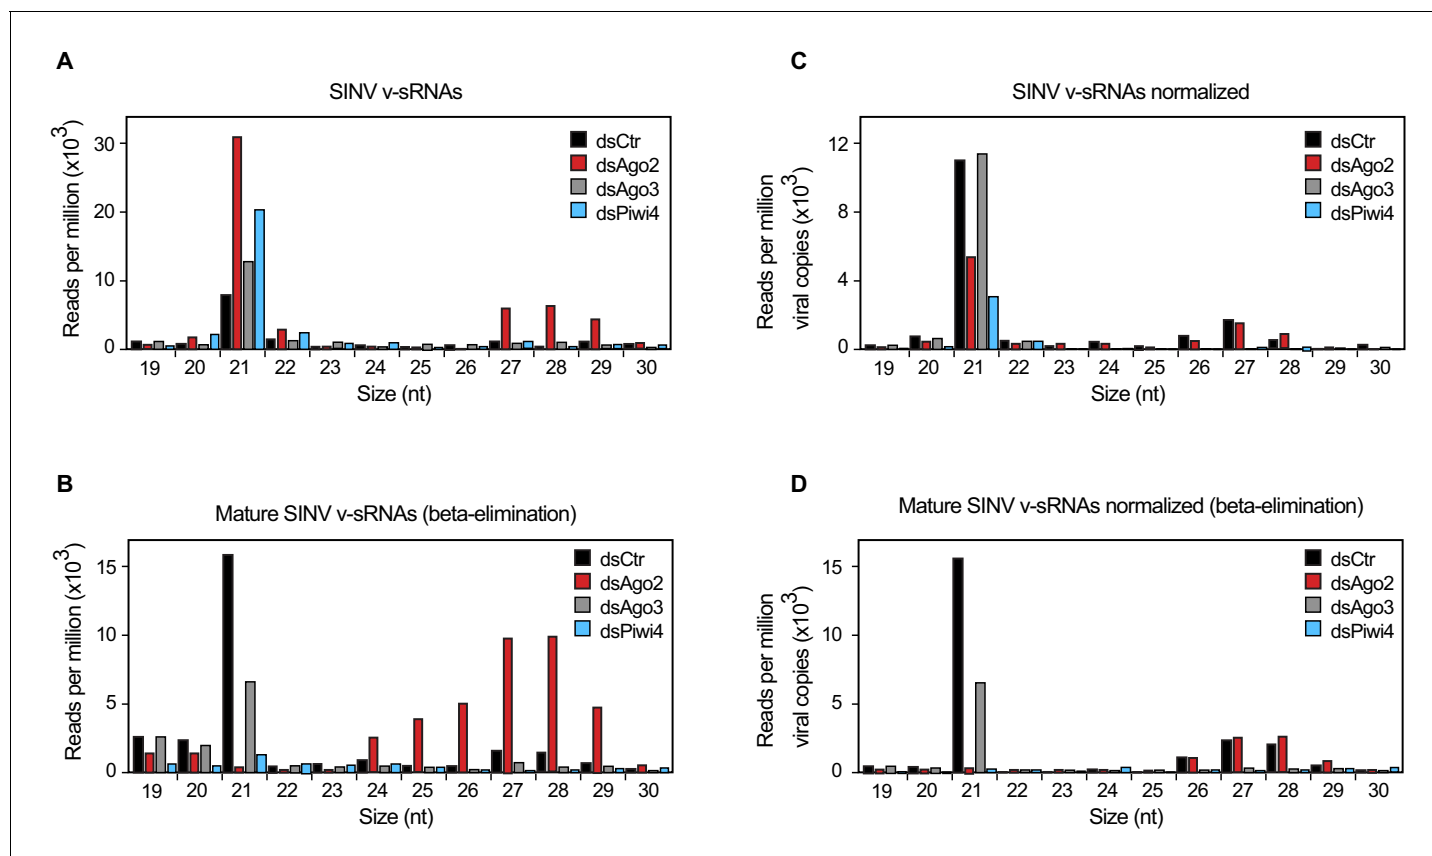 A
SINV v-sRNAs
Reads per million (x10³)
30
20
10
0
dsCtr
dsAgo2
dsAgo3
dsPiwi4
19 20 21 22 23 24 25 26 27 28 29 30
Size (nt)
C
SINV v-sRNAs normalized
Reads per million
viral copies (x10³)
12
8
4
0
dsCtr
dsAgo2
dsAgo3
dsPiwi4
19 20 21 22 23 24 25 26 27 28 29 30
Size (nt)
B
Mature SINV v-sRNAs (beta-elimination)
Reads per million (x10³)
15
10
5
0
dsCtr
dsAgo2
dsAgo3
dsPiwi4
19 20 21 22 23 24 25 26 27 28 29 30
Size (nt)
D
Mature SINV v-sRNAs normalized (beta-elimination)
Reads per million
viral copies (x10³)
15
10
5
0
dsCtr
dsAgo2
dsAgo3
dsPiwi4
19 20 21 22 23 24 25 26 27 28 29 30
Size (nt)